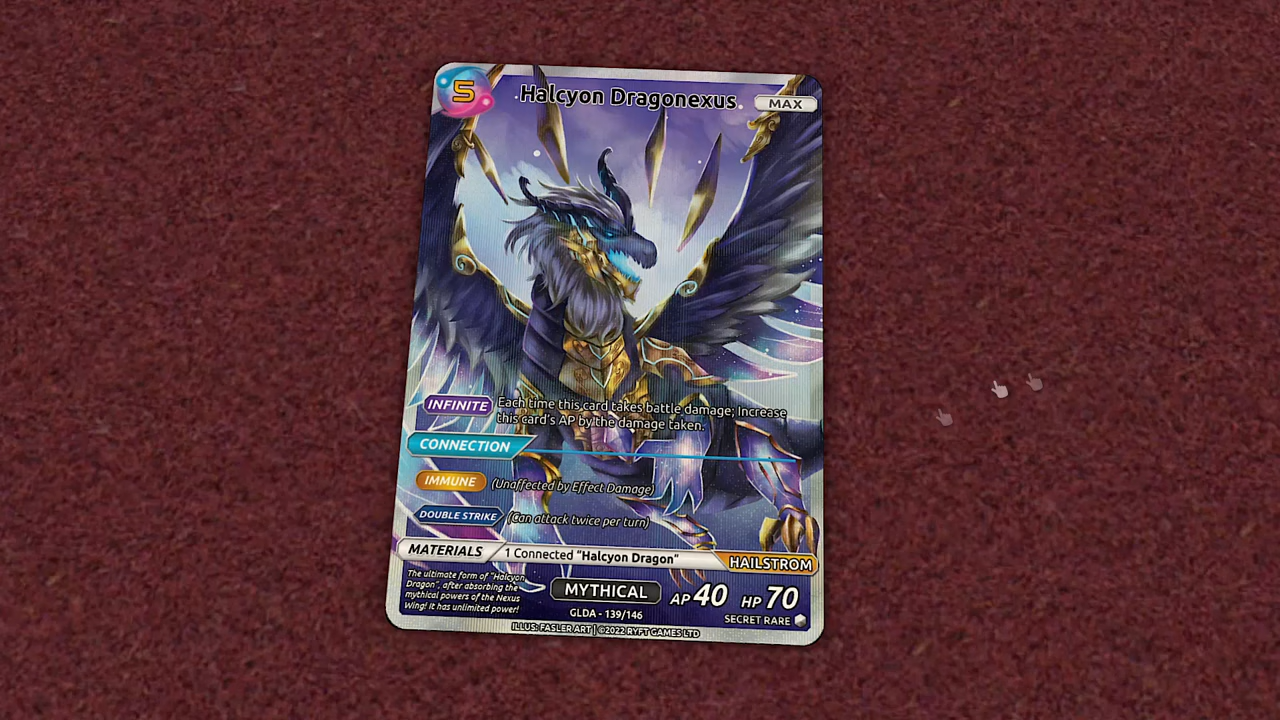 5
Halcyon Dragonexus
MAX
INFINITE
Each time this card takes battle damage; Increase
this card's AP by the damage taken.
CONNECTION
IMMUNE
(Unaffected by Effect Damage)
DOUBLE STRIKE
(Can attack twice per turn)
MATERIALS
1 Connected "Halcyon Dragon"
HAILSTROM
The ultimate form of "Halcyon
Dragon", after absorbing the
mythical powers of the Nexus
Wing! It has unlimited power!
MYTHICAL
AP 40 HP 70
GLDA - 139/146
SECRET RARE
ILLUS: FASLER ART | ©2022 RYFT GAMES LTD